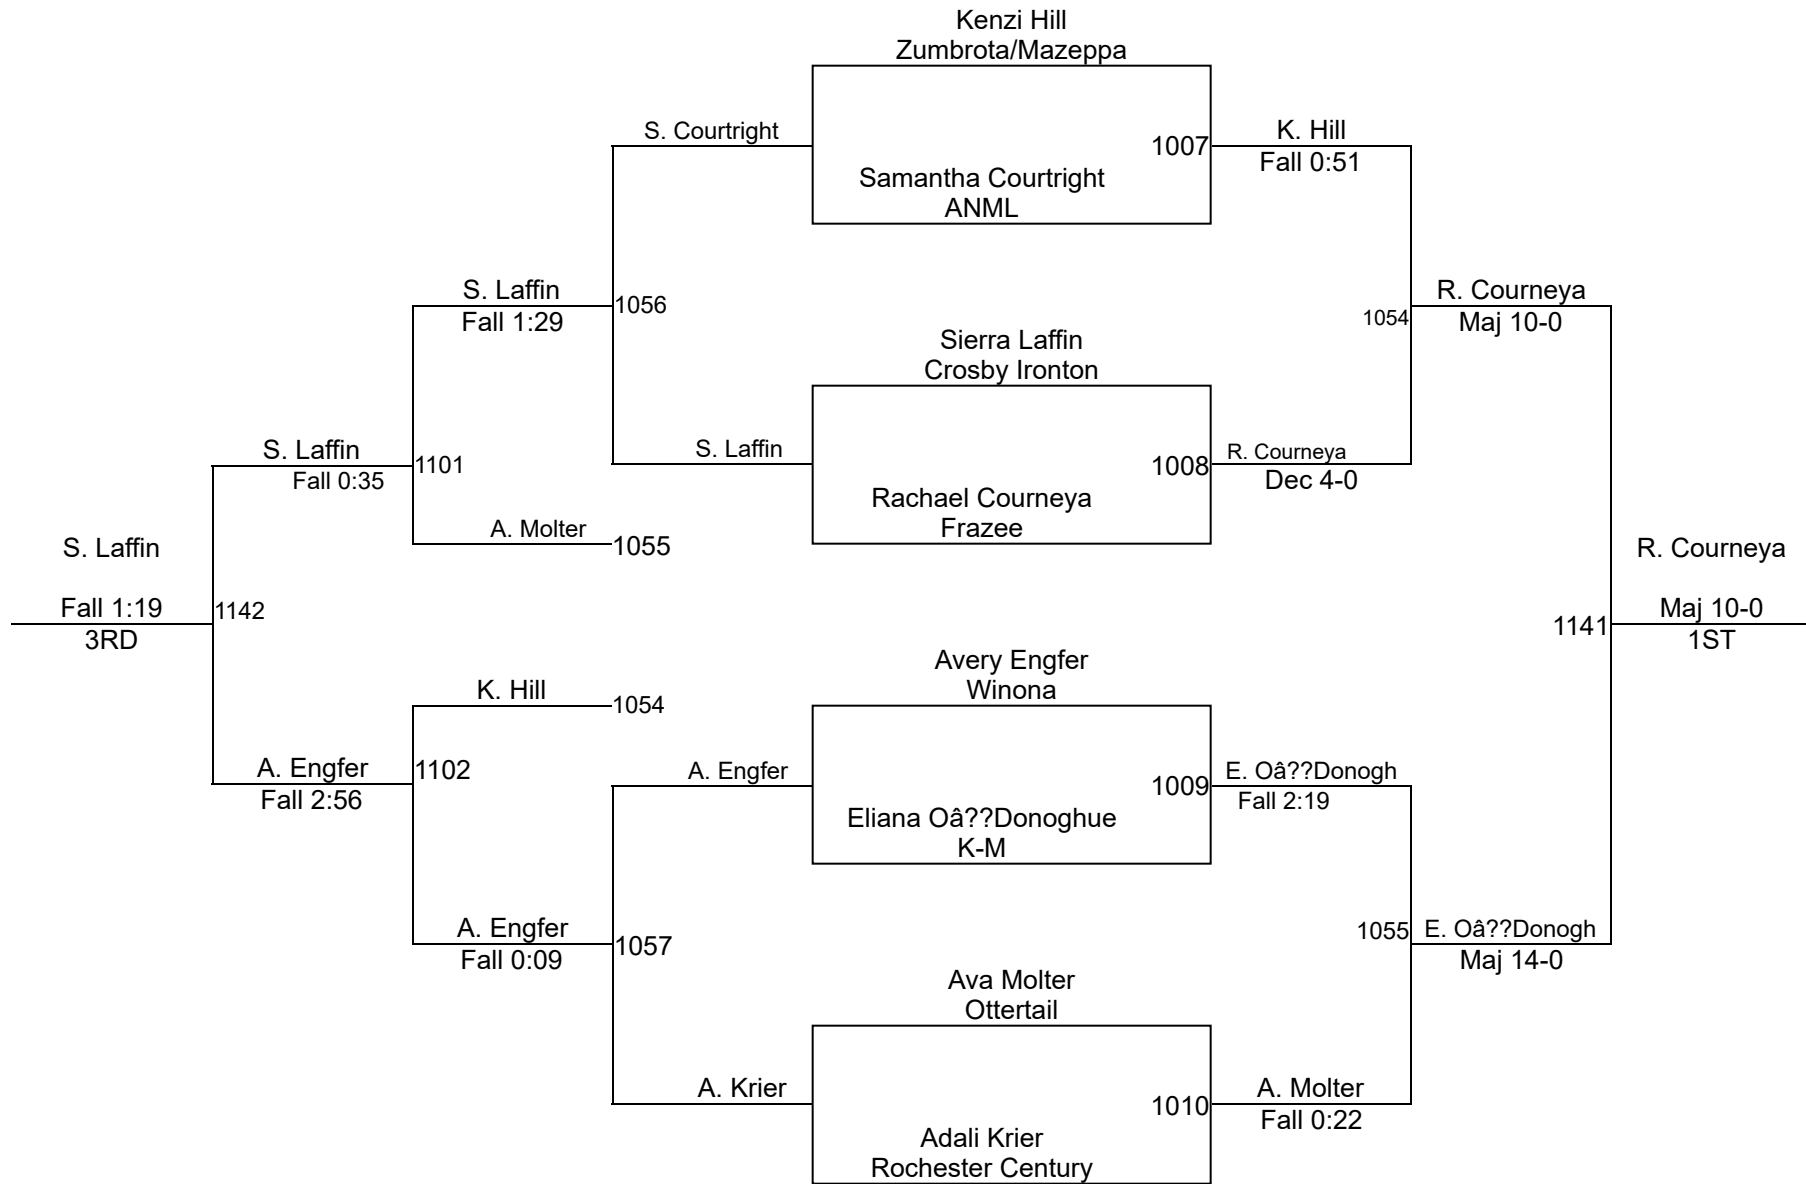 Kenzi Hill
Zumbrota/Mazeppa
S. Courtright
1007
K. Hill
Fall 0:51
Samantha Courtright
ANML
S. Laffin
Fall 1:29
1056
1054
R. Courneya
Maj 10-0
Sierra Laffin
Crosby Ironton
S. Laffin
Fall 0:35
1101
S. Laffin
1008
R. Courneya
Dec 4-0
Rachael Courneya
Frazee
A. Molter
1055
S. Laffin
Fall 1:19
3RD
1142
R. Courneya
Maj 10-0
1ST
1141
Avery Engfer
Winona
K. Hill
1054
A. Engfer
Fall 2:56
1102
A. Engfer
1009
E. Oâ??Donogh
Fall 2:19
Eliana Oâ??Donoghue
K-M
A. Engfer
Fall 0:09
1057
1055
E. Oâ??Donogh
Maj 14-0
Ava Molter
Ottertail
A. Krier
1010
A. Molter
Fall 0:22
Adali Krier
Rochester Century